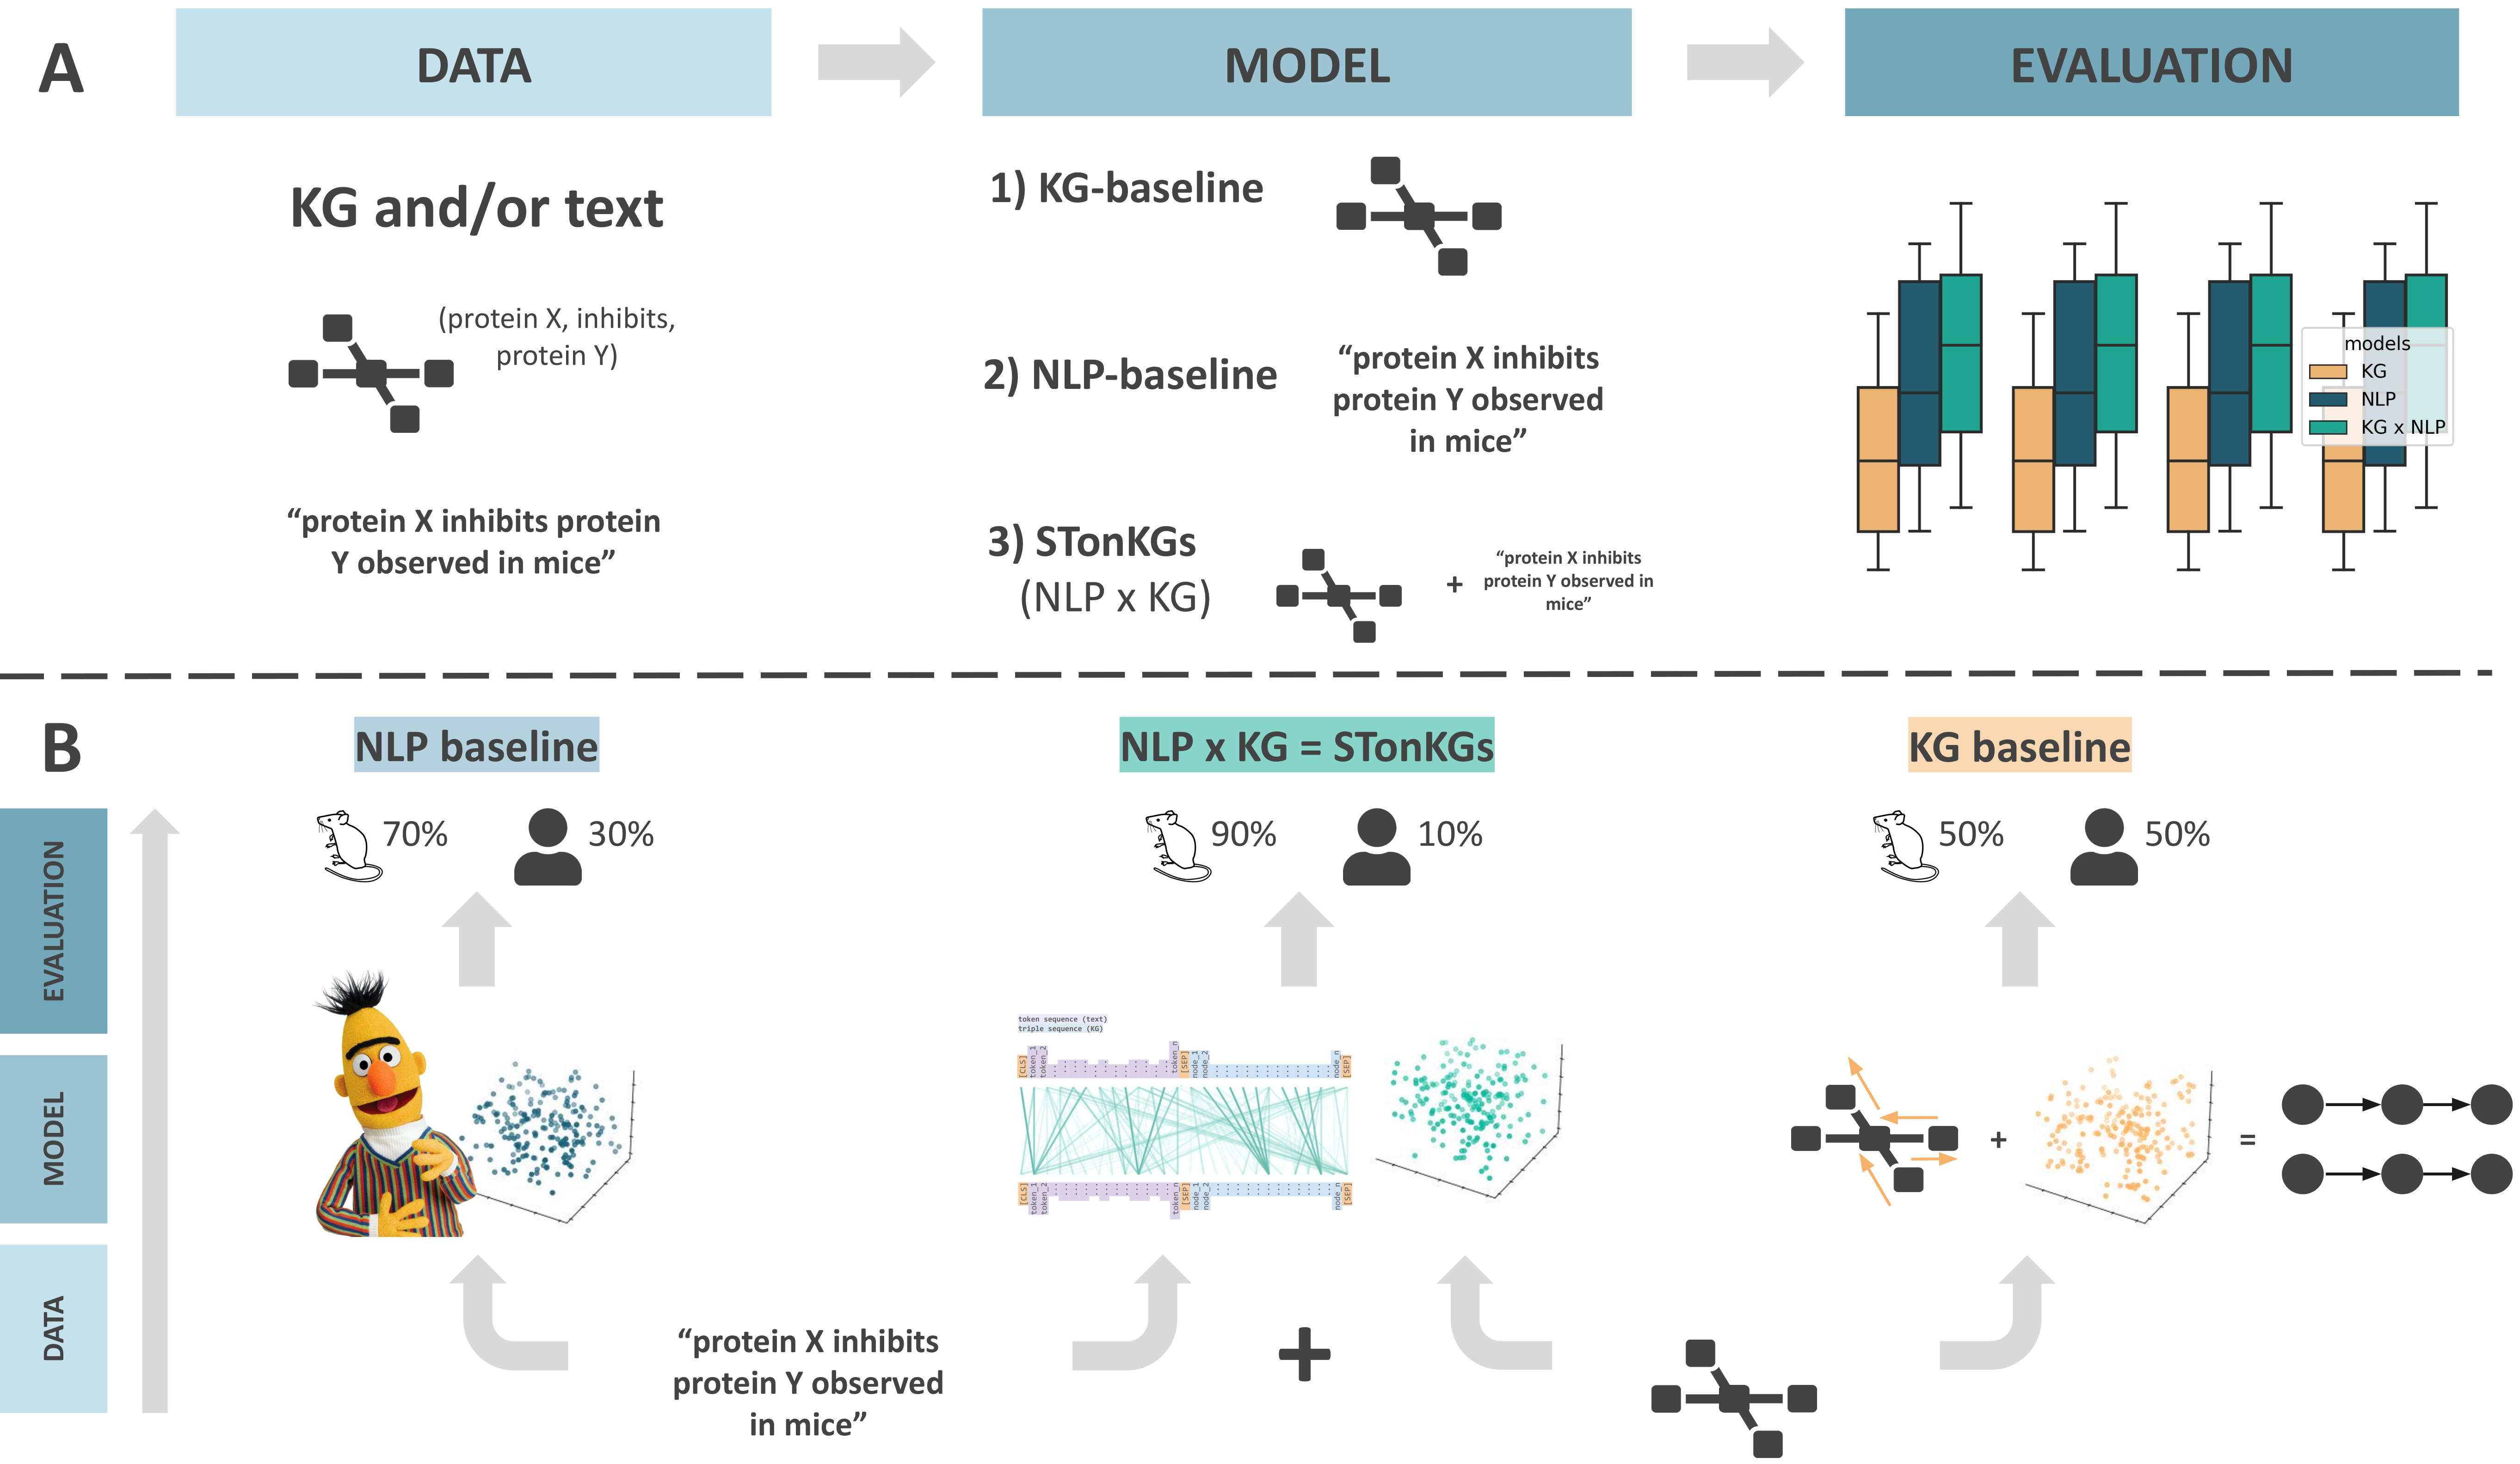 A
DATA
MODEL
EVALUATION
KG and/or text
(protein X, inhibits,
protein Y)
“protein X inhibits protein
Y observed in mice”
1) KG-baseline
2) NLP-baseline
“protein X inhibits
protein Y observed
in mice”
3) STonKGs
(NLP x KG)
+
“protein X inhibits
protein Y observed in
mice”
models
KG
NLP
KG x NLP
B
NLP baseline
NLP x KG = STonKGs
KG baseline
70%
30%
90%
10%
50%
50%
EVALUATION
MODEL
DATA
token sequence (text)
triple sequence (KG)
[CLS]
token_1
token_2
token_n
[SEP]
node_1
node_2
node_n
[SEP]
[CLS]
token_1
token_2
token_n
[SEP]
node_1
node_2
node_n
[SEP]
+
=
“protein X inhibits
protein Y observed
in mice”
+